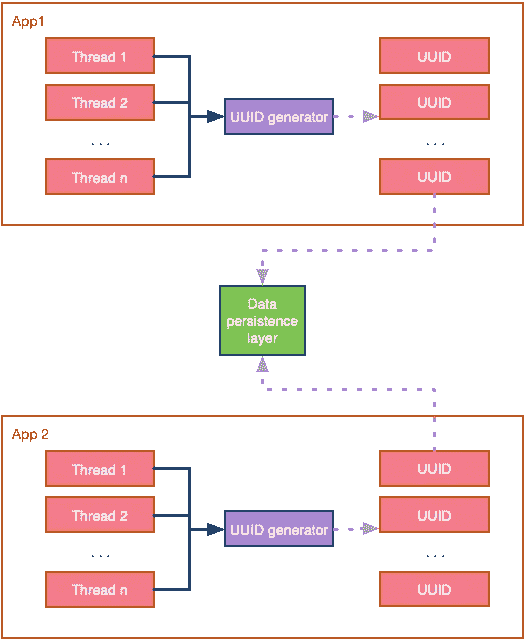 App1
Thread 1
UUID
Thread 2
UUID generator
UUID
...
...
Thread n
UUID
Data
persistence
layer
App 2
Thread 1
UUID
Thread 2
UUID generator
UUID
...
...
Thread n
UUID